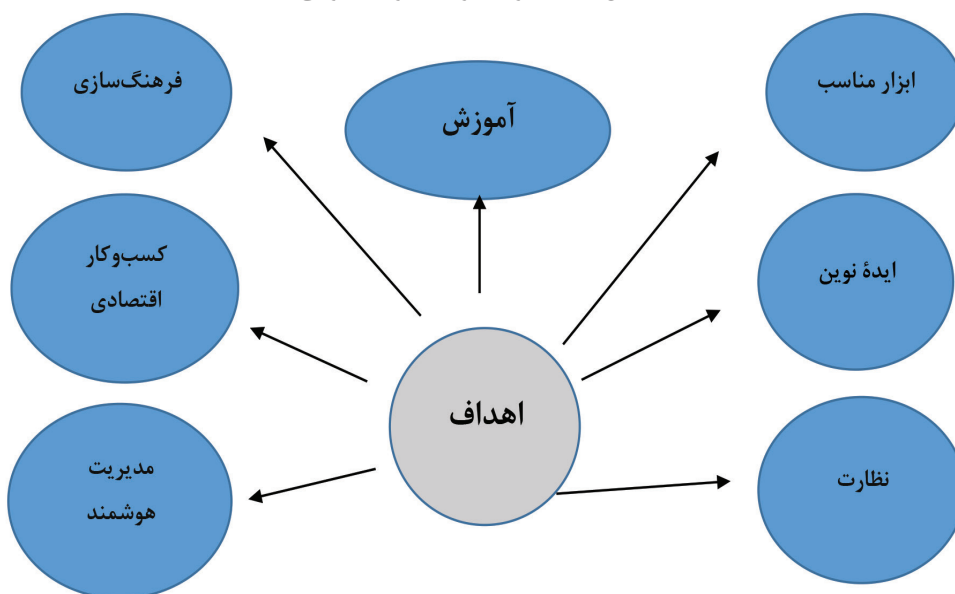 ابزار مناسب
آموزش
فرهنگ‌سازی
ایدهٔ نوین
کسب‌وکار
اقتصادی
اهداف
نظارت
مدیریت
هوشمند